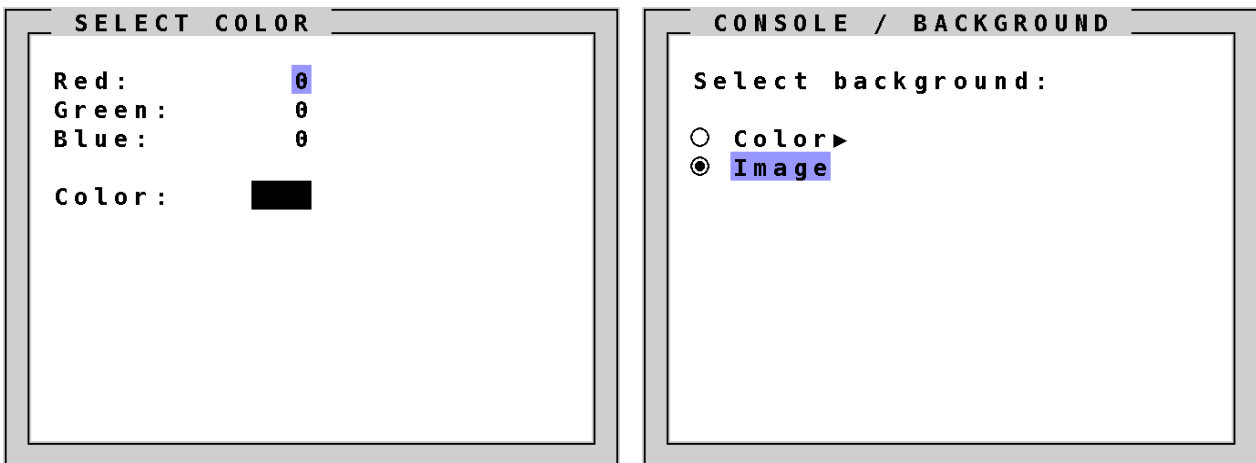 SELECT COLOR
Red: 0
Green: 0
Blue: 0
Color:
CONSOLE / BACKGROUND
Select background:
Color▶
Image